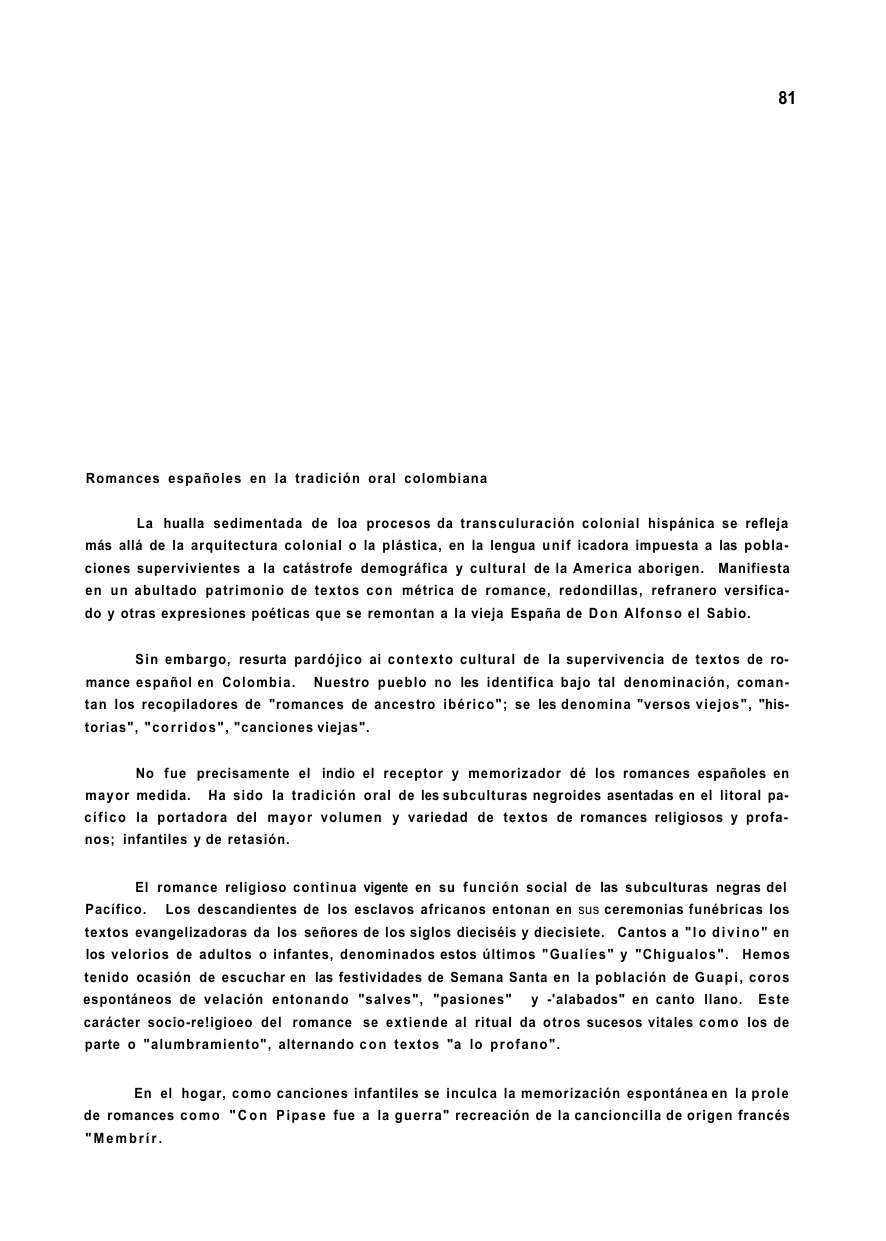 81
Romances españoles en la tradición oral colombiana
La hualla sedimentada de loa procesos da transculuración colonial hispánica se refleja
más allá de la arquitectura colonial o la plástica, en la lengua unif icadora impuesta a las pobla-
ciones supervivientes a la catástrofe demográfica y cultural de la America aborigen. Manifiesta
en un abultado patrimonio de textos con métrica de romance, redondillas, refranero versifica-
do y otras expresiones poéticas que se remontan a la vieja España de Don Alfonso el Sabio.
Sin embargo, resurta pardójico ai contexto cultural de la supervivencia de textos de ro-
mance español en Colombia. Nuestro pueblo no les identifica bajo tal denominación, coman-
tan los recopiladores de "romances de ancestro ibérico"; se les denomina "versos viejos", "his-
torias", "corridos", "canciones viejas".
No fue precisamente el indio el receptor y memorizador dé los romances españoles en
mayor medida. Ha sido la tradición oral de les subculturas negroides asentadas en el litoral pa-
cífico la portadora del mayor volumen y variedad de textos de romances religiosos y profa-
nos; infantiles y de retasión.
El romance religioso continua vigente en su función social de las subculturas negras del
Pacífico. Los descandientes de los esclavos africanos entonan en sus ceremonias funébricas los
textos evangelizadoras da los señores de los siglos dieciséis y diecisiete. Cantos a "lo divino" en
los velorios de adultos o infantes, denominados estos últimos "Gualíes" y "Chigualos". Hemos
tenido ocasión de escuchar en las festividades de Semana Santa en la población de Guapi, coros
espontáneos de velación entonando "salves", "pasiones" y -'alabados" en canto llano. Este
carácter socio-re!igioeo del romance se extiende al ritual da otros sucesos vitales como los de
parte o "alumbramiento", alternando con textos "a lo profano".
En el hogar, como canciones infantiles se inculca la memorización espontánea en la prole
de romances como "Con Pipase fue a la guerra" recreación de la cancioncilla de origen francés
"Membrír.